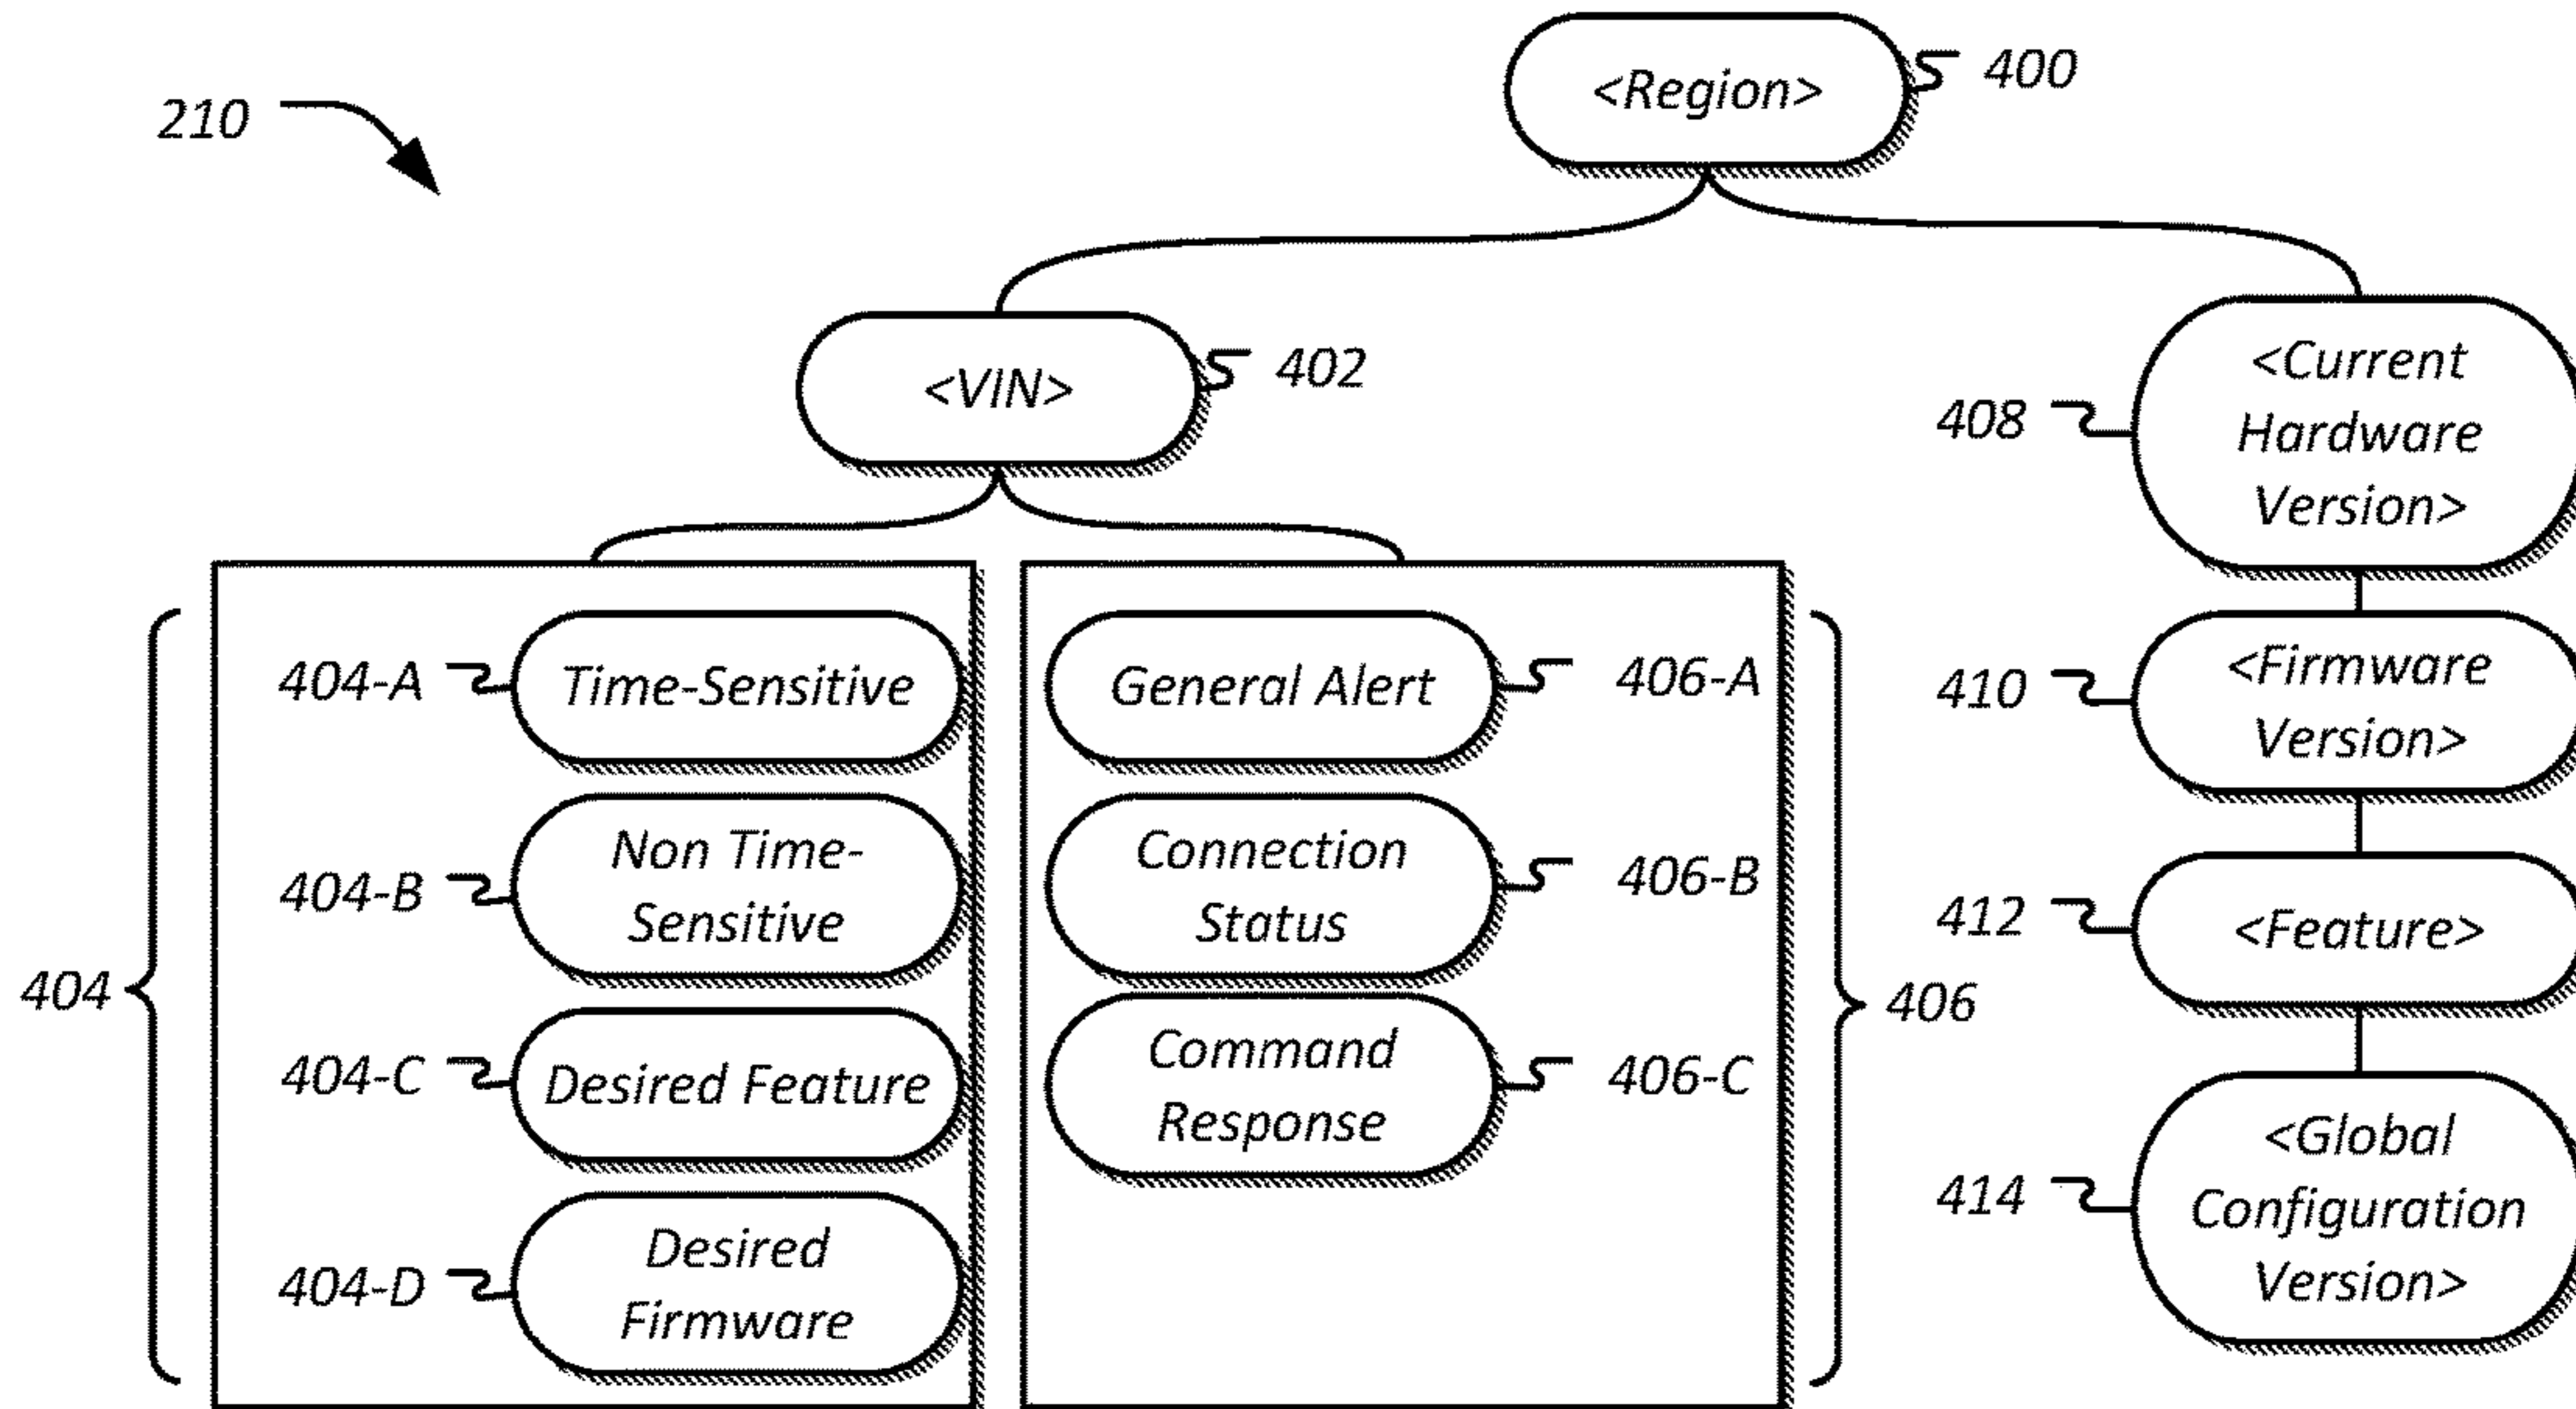 <Region>
400
210
<VIN>
402
<Current
Hardware
Version>
408
404-A
Time-Sensitive
General Alert
406-A
<Firmware
Version>
410
404-B
Non Time-
Sensitive
Connection
Status
406-B
412
<Feature>
404
406
404-C
Desired Feature
Command
Response
406-C
414
<Global
Configuration
Version>
404-D
Desired
Firmware